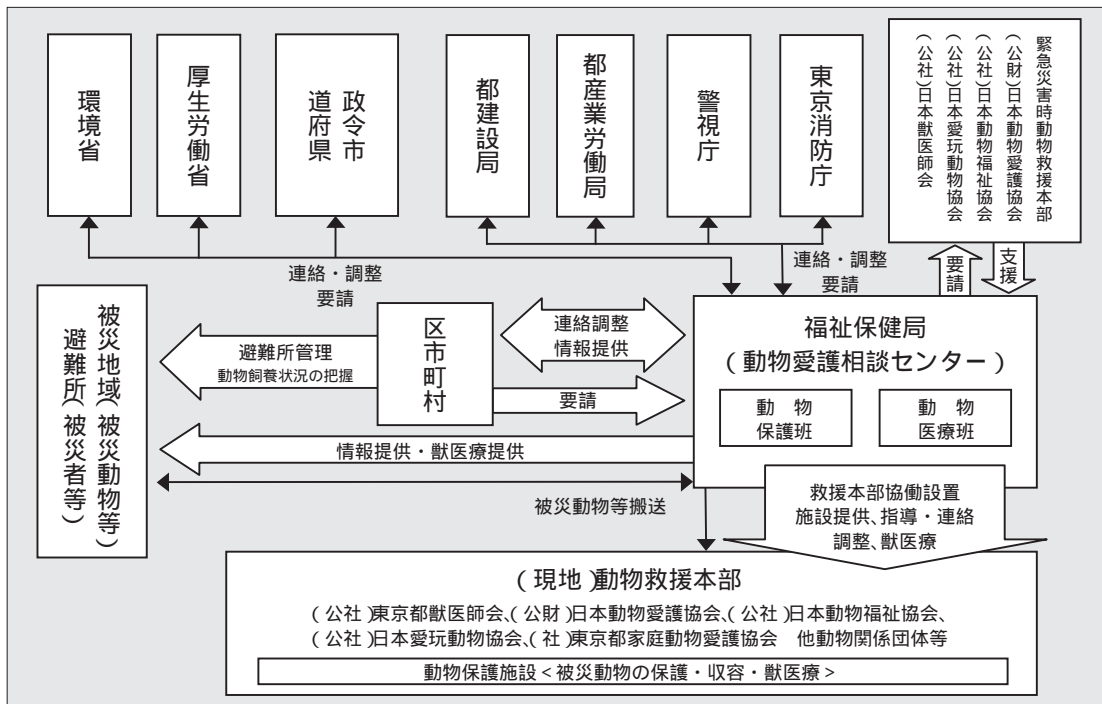 環境省
厚生労働省
政令市
道府県
都建設局
都産業労働局
警視庁
東京消防庁
緊急災害時動物救援本部
(公財)日本動物愛護協会
(公社)日本動物福祉協会
(公社)日本愛玩動物協会
(公社)日本獣医師会
連絡・調整
要請
連絡・調整
要請
要請
支援
被災地域(被災動物等)
避難所(被災者等)
避難所管理
動物飼養状況の把握
区市町村
連絡調整
情報提供
要請
福祉保健局
(動物愛護相談センター)
動 物
保護班
動 物
医療班
情報提供・獣医療提供
被災動物等搬送
救援本部協働設置
施設提供、指導・連絡
調整、獣医療
(現地)動物救援本部
(公社)東京都獣医師会、(公財)日本動物愛護協会、(公社)日本動物福祉協会、
(公社)日本愛玩動物協会、(社)東京都家庭動物愛護協会 他動物関係団体等
動物保護施設<被災動物の保護・収容・獣医療>